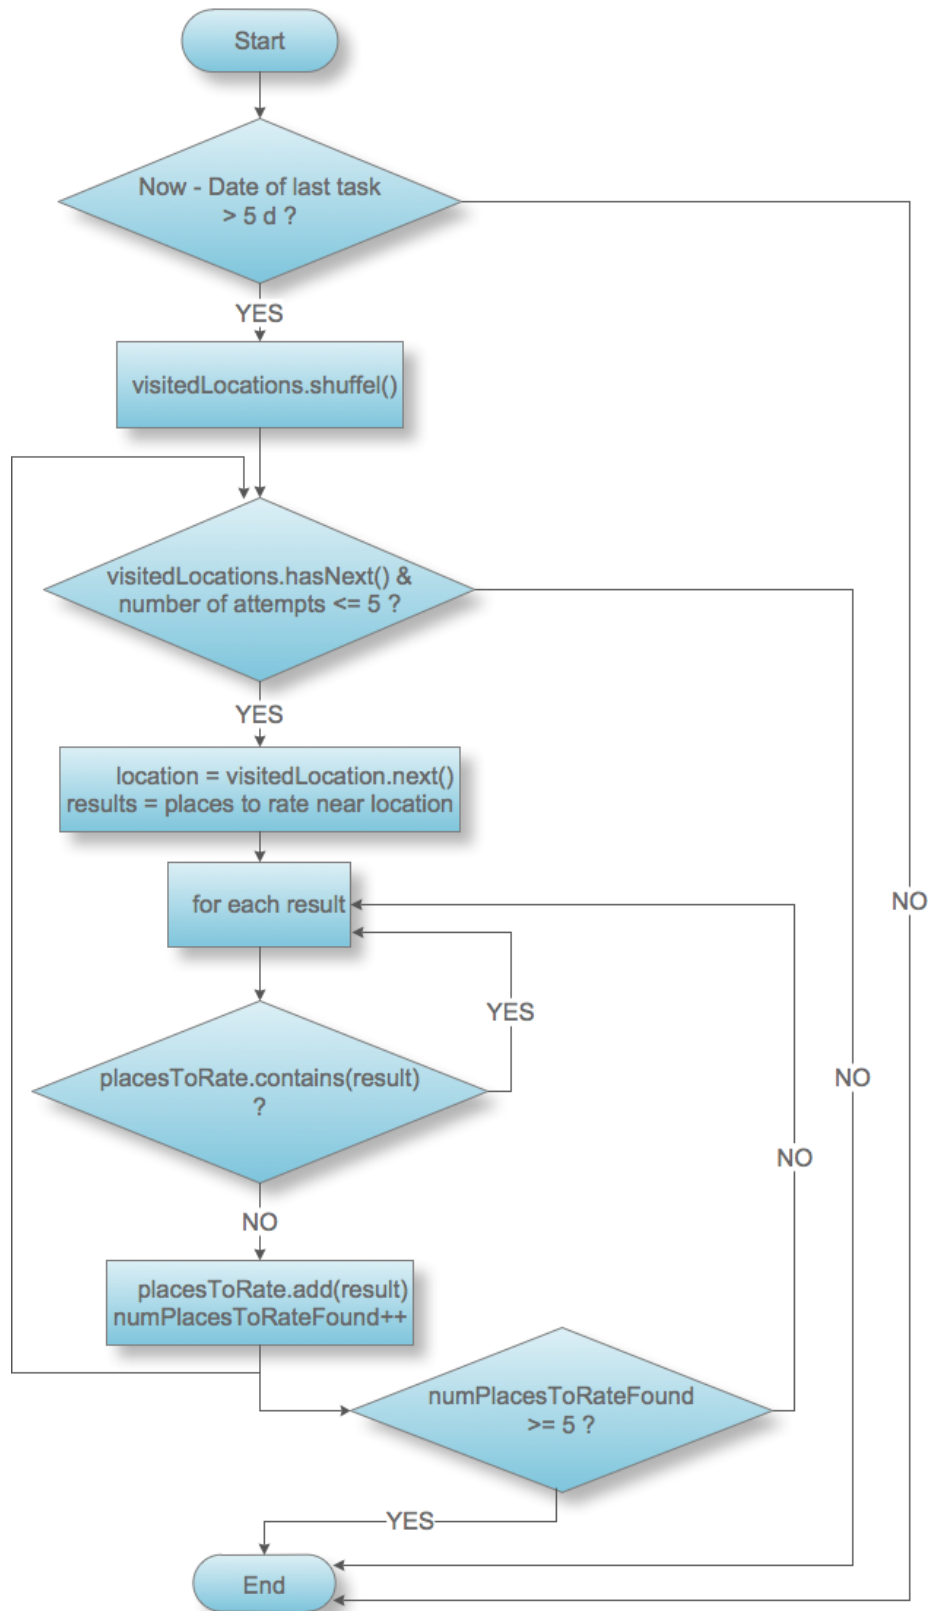 Start
Now - Date of last task
> 5 d ?
YES
visitedLocations.shuffel()
visitedLocations.hasNext() &
number of attempts <= 5 ?
YES
location = visitedLocation.next()
results = places to rate near location
for each result
NO
YES
placesToRate.contains(result)
?
NO
NO
NO
placesToRate.add(result)
numPlacesToRateFound++
numPlacesToRateFound
>= 5 ?
YES
End